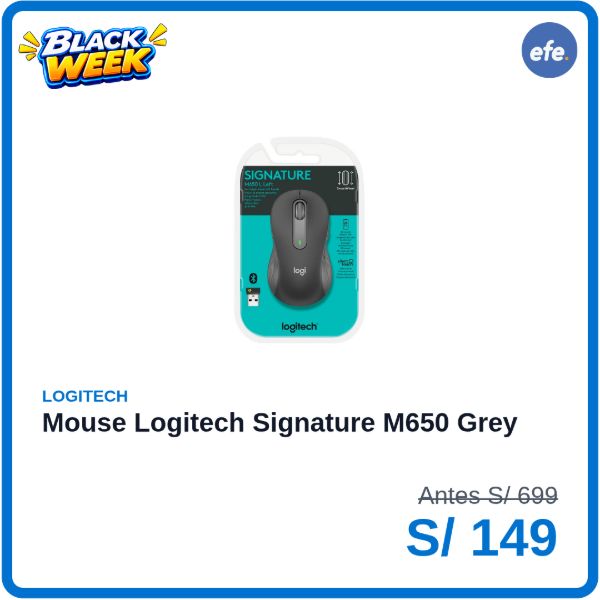 BLACK
WEEK
efe.
SIGNATURE
M650 L Left
logi
logitech
LOGITECH
Mouse Logitech Signature M650 Grey
Antes S/ 699
S/ 149